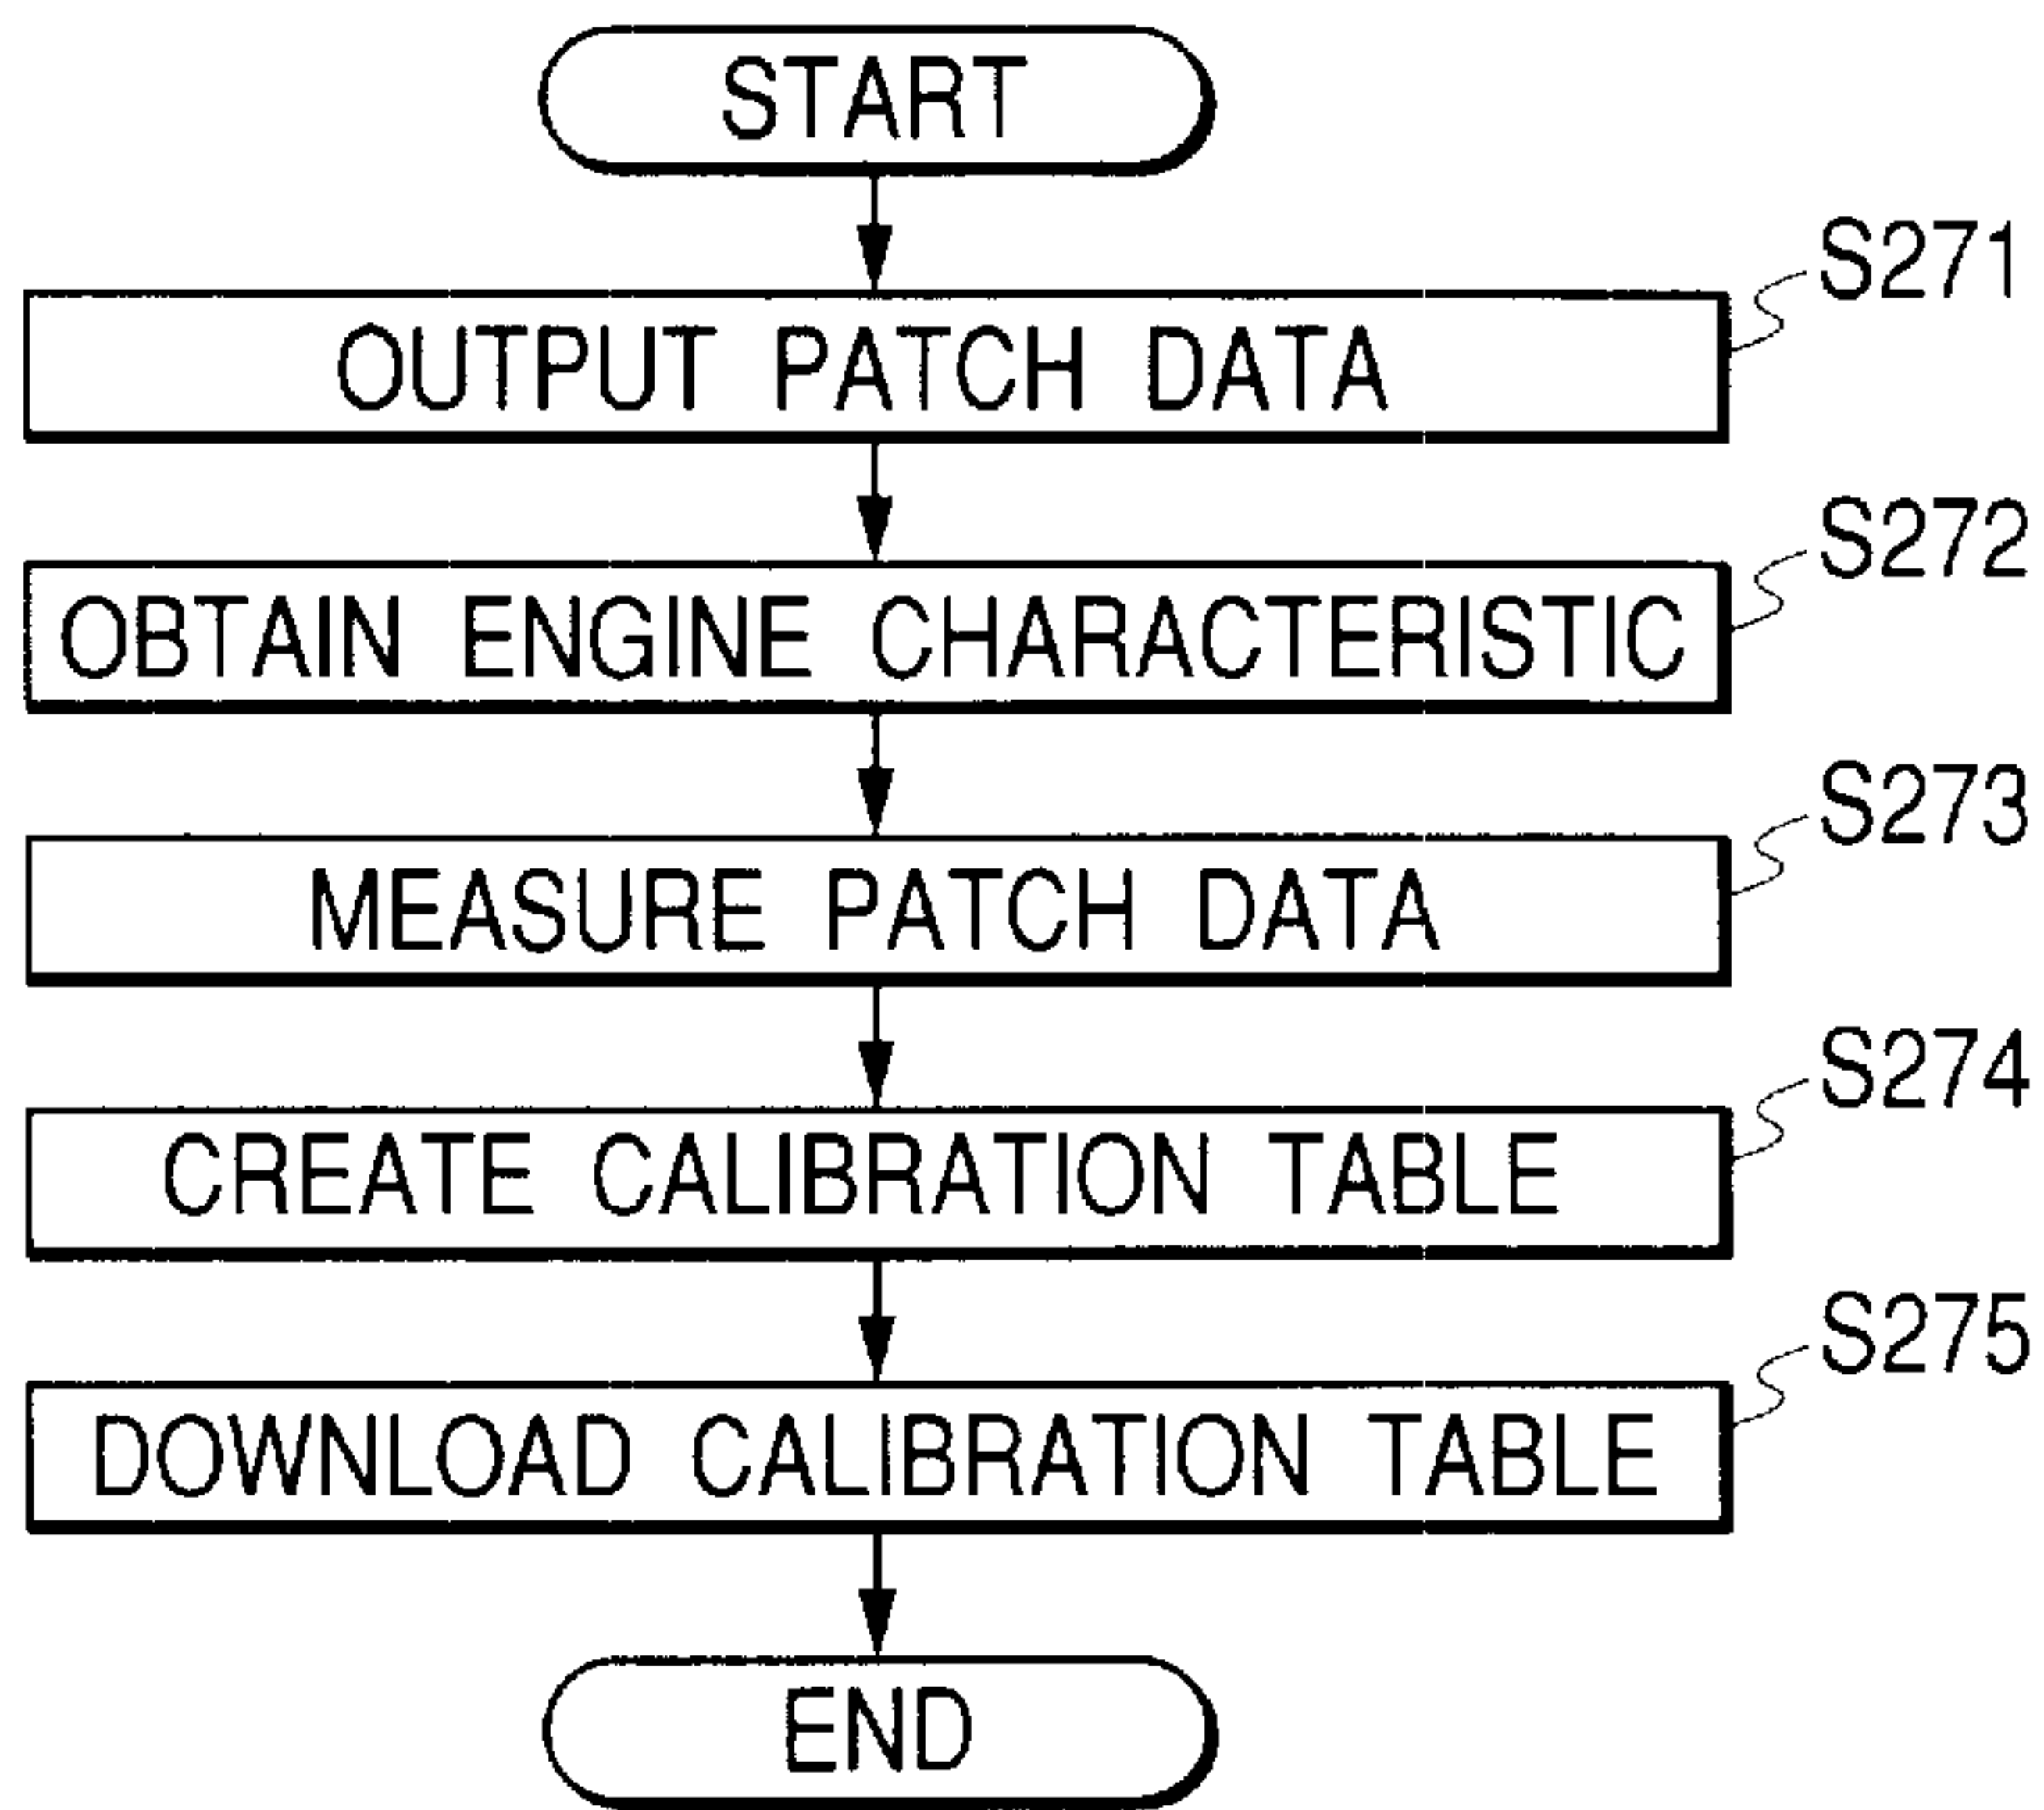 START
S271
OUTPUT PATCH DATA
S272
OBTAIN ENGINE CHARACTERISTIC
S273
MEASURE PATCH DATA
S274
CREATE CALIBRATION TABLE
S275
DOWNLOAD CALIBRATION TABLE
END